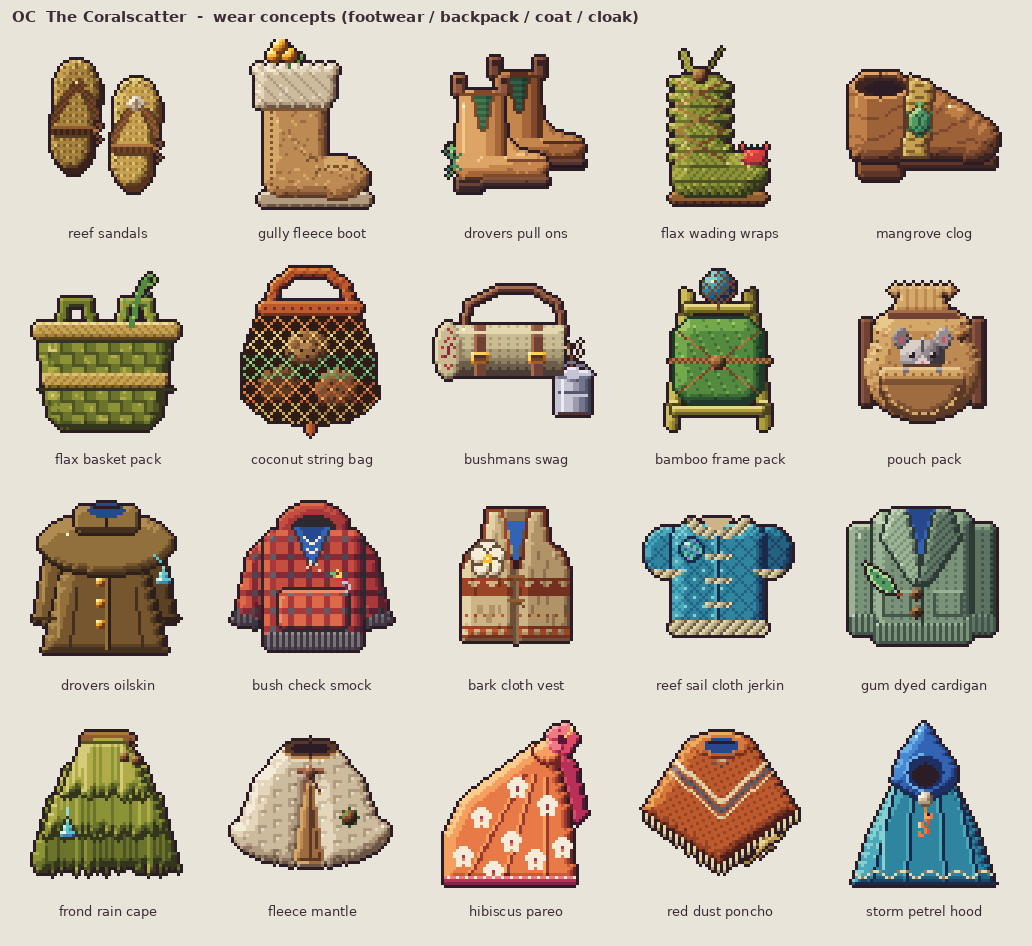 OC The Coralscatter - wear concepts (footwear / backpack / coat / cloak)
reef sandals
gully fleece boot
drovers pull ons
flax wading wraps
mangrove clog
flax basket pack
coconut string bag
bushmans swag
bamboo frame pack
pouch pack
drovers oilskin
bush check smock
bark cloth vest
reef sail cloth jerkin
gum dyed cardigan
frond rain cape
fleece mantle
hibiscus pareo
red dust poncho
storm petrel hood